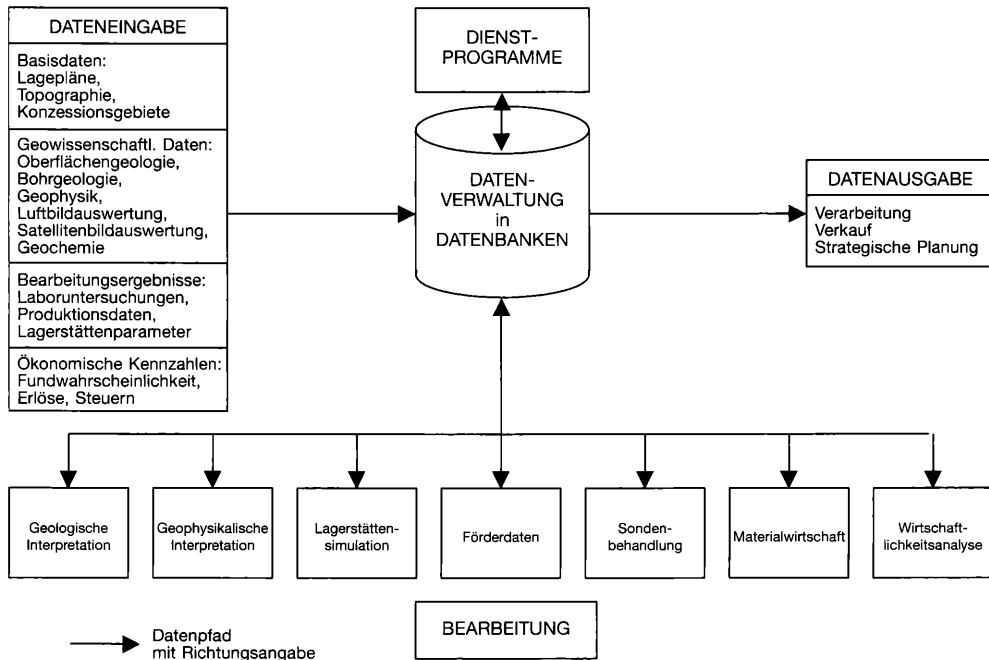 DATENEINGABE
Basisdaten:
Lagepläne,
Topographie,
Konzessionsgebiete
Geowissenschaftl. Daten:
Oberflächengeologie,
Bohrgeologie,
Geophysik,
Luftbildauswertung,
Satellitenbildauswertung,
Geochemie
Bearbeitungsergebnisse:
Laboruntersuchungen,
Produktionsdaten,
Lagerstättenparameter
Ökonomische Kennzahlen:
Fundwahrscheinlichkeit,
Erlöse, Steuern
DIENST-
PROGRAMME
DATEN-
VERWALTUNG
in
DATENBANKEN
DATENAUSGABE
Verarbeitung
Verkauf
Strategische Planung
Geologische
Interpretation
Geophysikalische
Interpretation
Lagerstätten-
simulation
Förderdaten
Sonden-
behandlung
Materialwirtschaft
Wirtschaft-
lichkeitsanalyse
BEARBEITUNG
Datenpfad
mit Richtungsangabe